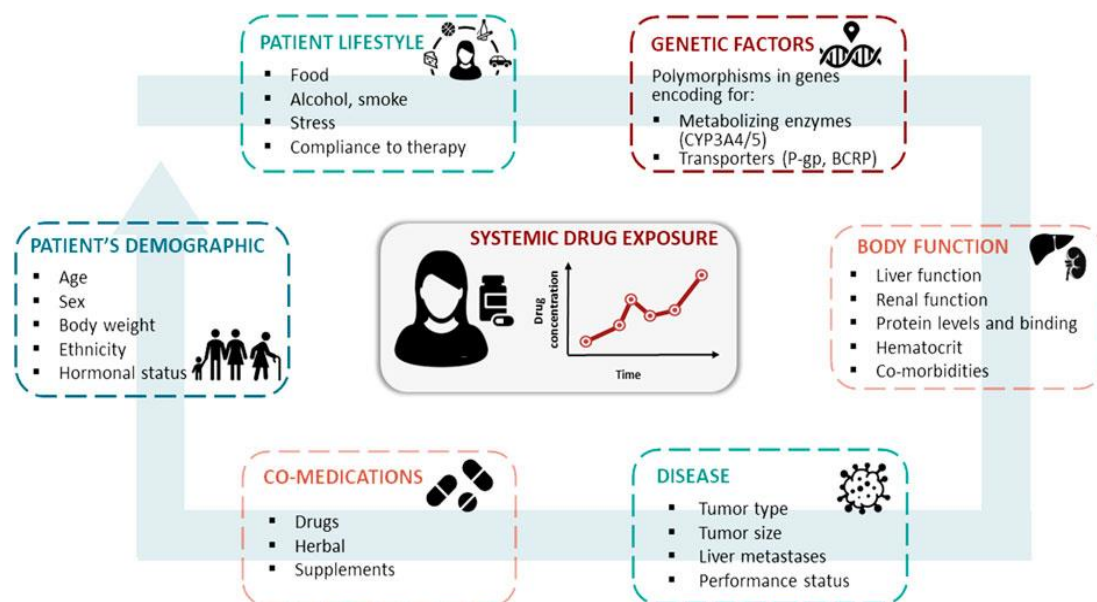 PATIENT LIFESTYLE
▪ Food
▪ Alcohol, smoke
▪ Stress
▪ Compliance to therapy
GENETIC FACTORS
Polymorphisms in genes
encoding for:
▪ Metabolizing enzymes
(CYP3A4/5)
▪ Transporters (P-gp, BCRP)
PATIENT'S DEMOGRAPHIC
▪ Age
▪ Sex
▪ Body weight
▪ Ethnicity
▪ Hormonal status
SYSTEMIC DRUG EXPOSURE
Drug
concentration
Time
BODY FUNCTION
▪ Liver function
▪ Renal function
▪ Protein levels and binding
▪ Hematocrit
▪ Co-morbidities
CO-MEDICATIONS
▪ Drugs
▪ Herbal
▪ Supplements
DISEASE
▪ Tumor type
▪ Tumor size
▪ Liver metastases
▪ Performance status